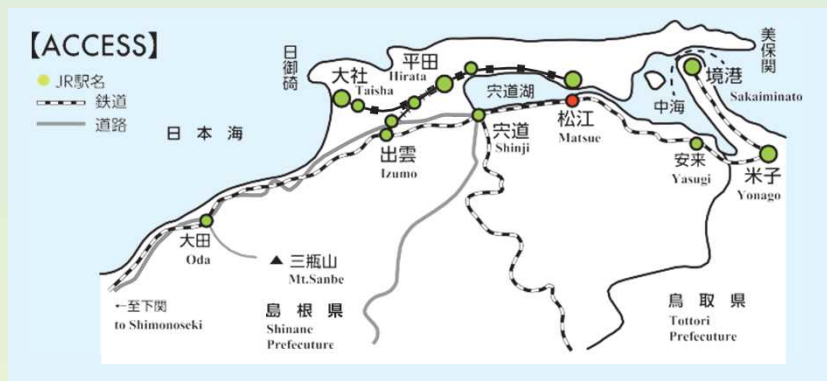 【ACCESS】
JR駅名
鉄道
道路
日本海
日御碕
大社
Taisha
平田
Hirata
宍道湖
出雲
Izumo
宍道
Shinji
松江
Matsue
中海
美保関
境港
Sakaiminato
安来
Yasugi
米子
Yonago
大田
Oda
▲ 三瓶山
Mt.Sanbe
←至下関
to Shimonoseki
島根県
Shinane
Prefecuture
鳥取県
Tottori
Prefecuture